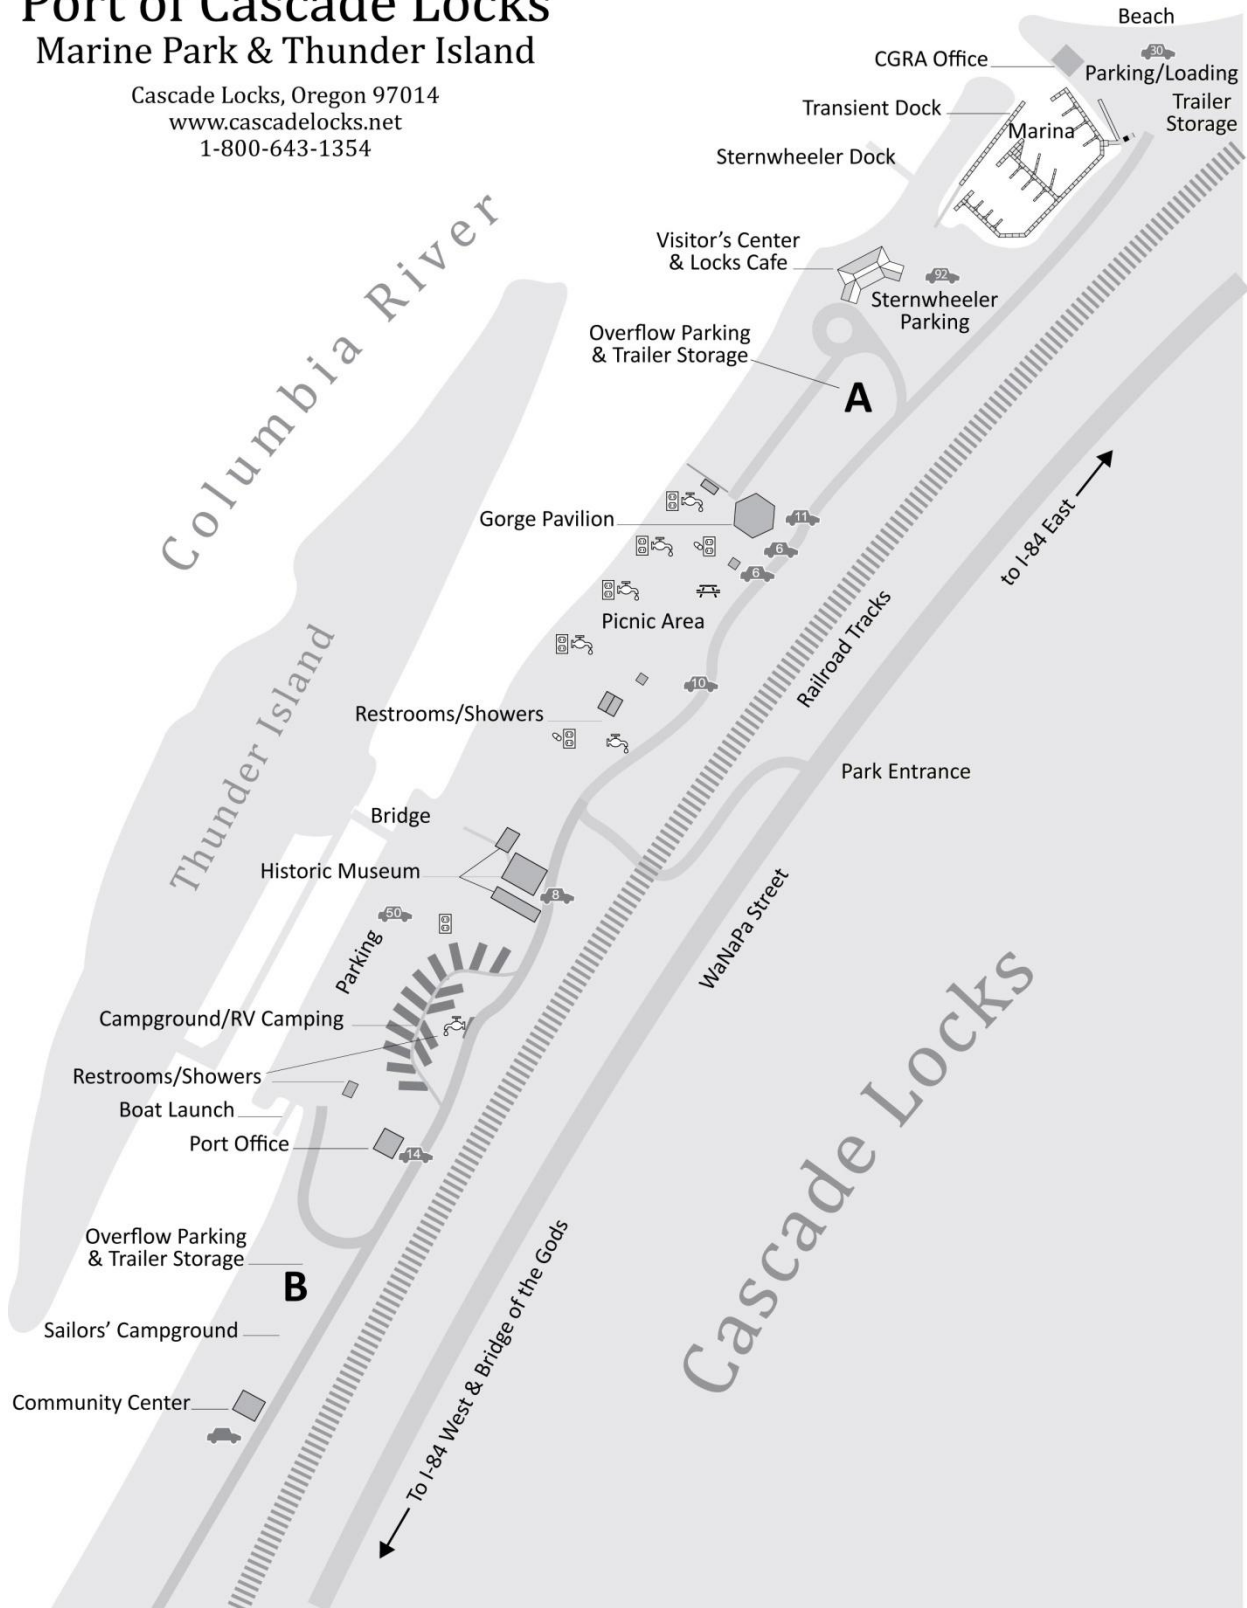 Port of Cascade Locks
Marine Park & Thunder Island
Cascade Locks, Oregon 97014
www.cascadelocks.net
1-800-643-1354
Beach
30
CGRA Office
Parking/Loading
Trailer
Storage
Transient Dock
Marina
Sternwheeler Dock
Columbia River
Visitor's Center
& Locks Cafe
92
Sternwheeler
Parking
Overflow Parking
& Trailer Storage
A
to I-84 East
Gorge Pavilion
11
6
6
Picnic Area
Railroad Tracks
Thunder Island
10
Restrooms/Showers
Park Entrance
Bridge
Historic Museum
8
50
Parking
WaNaPa Street
Cascade Locks
Campground/RV Camping
Restrooms/Showers
Boat Launch
Port Office
14
Overflow Parking
& Trailer Storage
B
To I-84 West & Bridge of the Gods
Sailors' Campground
Community Center